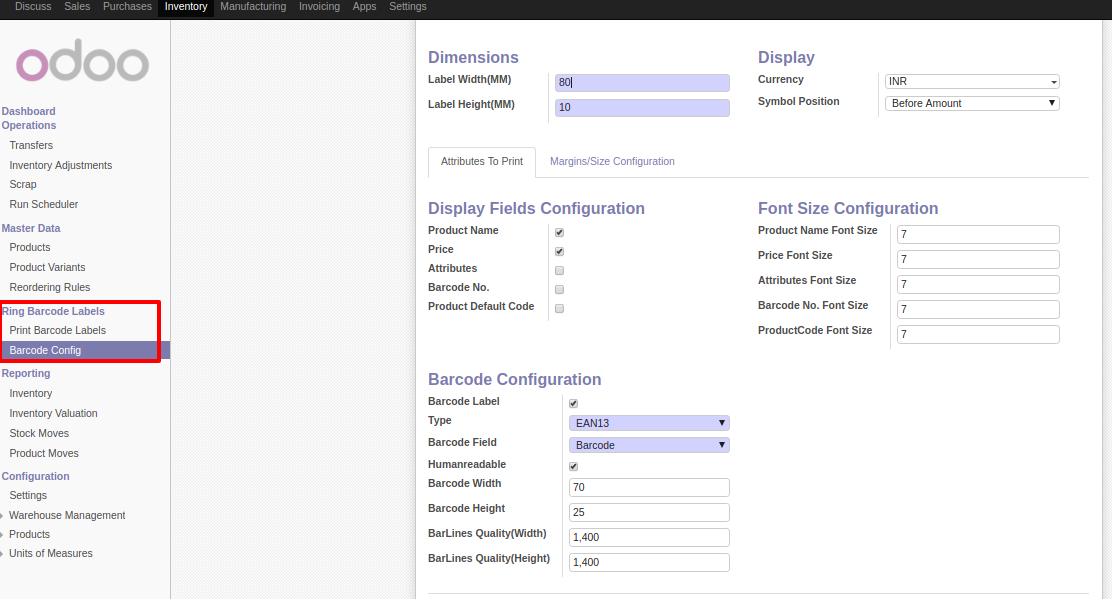 Discuss Sales Purchases Inventory Manufacturing Invoicing Apps Settings
odoo
Dashboard
Operations
Transfers
Inventory Adjustments
Scrap
Run Scheduler
Master Data
Products
Product Variants
Reordering Rules
Ring Barcode Labels
Print Barcode Labels
Barcode Config
Reporting
Inventory
Inventory Valuation
Stock Moves
Product Moves
Configuration
Settings
Warehouse Management
Products
Units of Measures
Dimensions
Label Width(MM) 80
Label Height(MM) 10
Display
Currency INR
Symbol Position Before Amount
Attributes To Print Margins/Size Configuration
Display Fields Configuration
Product Name
Price
Attributes
Barcode No.
Product Default Code
Font Size Configuration
Product Name Font Size 7
Price Font Size 7
Attributes Font Size 7
Barcode No. Font Size 7
ProductCode Font Size 7
Barcode Configuration
Barcode Label
Type EAN13
Barcode Field Barcode
Humanreadable
Barcode Width 70
Barcode Height 25
BarLines Quality(Width) 1,400
BarLines Quality(Height) 1,400